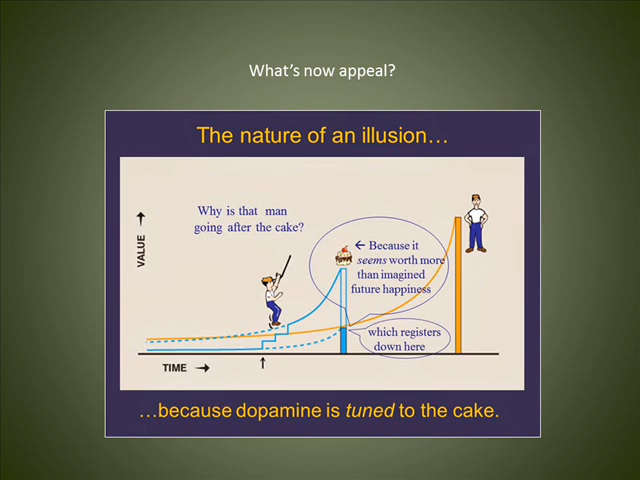 What's now appeal?
The nature of an illusion…
Why is that man
going after the cake?
← Because it
seems worth more
than imagined
future happiness
which registers
down here
VALUE
TIME
…because dopamine is tuned to the cake.